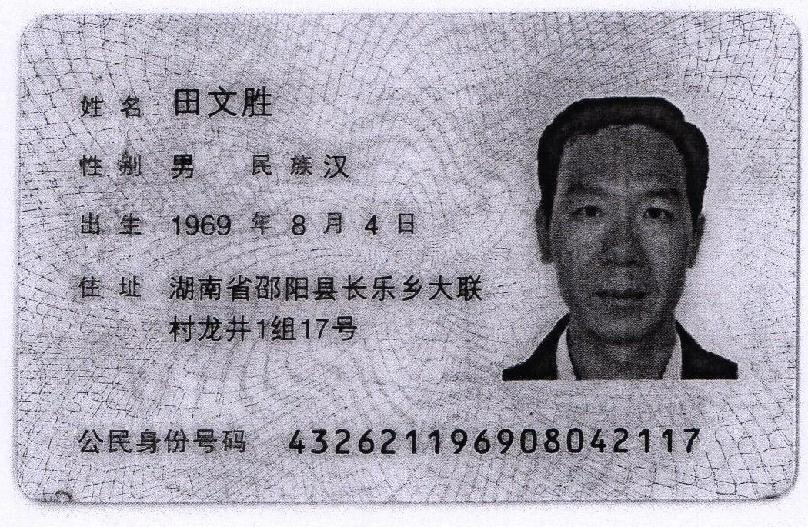 姓名 田文胜
性别 男 民族 汉
出生 1969 年 8 月 4 日
住址 湖南省邵阳县长乐乡大联
村龙井1组17号
公民身份号码 432621196908042117